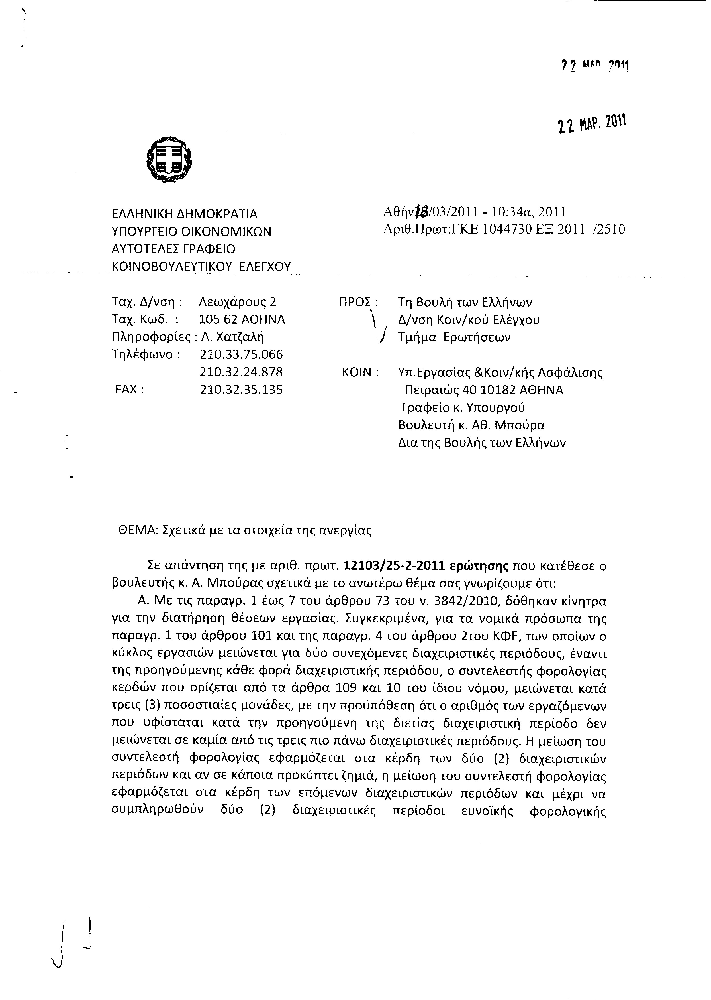 22 ΜΑΡ. 2011
ΕΛΛΗΝΙΚΗ ΔΗΜΟΚΡΑΤΙΑ
ΥΠΟΥΡΓΕΙΟ ΟΙΚΟΝΟΜΙΚΩΝ
ΑΥΤΟΤΕΛΕΣ ΓΡΑΦΕΙΟ
ΚΟΙΝΟΒΟΥΛΕΥΤΙΚΟΥ ΕΛΕΓΧΟΥ
Αθήν18/03/2011 - 10:34α, 2011
Αριθ.Πρωτ:ΓΚΕ 1044730 ΕΞ 2011 /2510
Ταχ. Δ/νση : Λεωχάρους 2
Ταχ. Κωδ. : 105 62 ΑΘΗΝΑ
Πληροφορίες : Α. Χατζαλή
Τηλέφωνο : 210.33.75.066
210.32.24.878
FAX : 210.32.35.135
ΠΡΟΣ : Τη Βουλή των Ελλήνων
Δ/νση Κοιν/κού Ελέγχου
Τμήμα Ερωτήσεων
ΚΟΙΝ : Υπ.Εργασίας &Κοιν/κής Ασφάλισης
Πειραιώς 40 10182 ΑΘΗΝΑ
Γραφείο κ. Υπουργού
Βουλευτή κ. Αθ. Μπούρα
Δια της Βουλής των Ελλήνων
ΘΕΜΑ: Σχετικά με τα στοιχεία της ανεργίας
Σε απάντηση της με αριθ. πρωτ. 12103/25-2-2011 ερώτησης που κατέθεσε ο
βουλευτής κ. Α. Μπούρας σχετικά με το ανωτέρω θέμα σας γνωρίζουμε ότι:
Α. Με τις παραγρ. 1 έως 7 του άρθρου 73 του ν. 3842/2010, δόθηκαν κίνητρα
για την διατήρηση θέσεων εργασίας. Συγκεκριμένα, για τα νομικά πρόσωπα της
παραγρ. 1 του άρθρου 101 και της παραγρ. 4 του άρθρου 2του ΚΦΕ, των οποίων ο
κύκλος εργασιών μειώνεται για δύο συνεχόμενες διαχειριστικές περιόδους, έναντι
της προηγούμενης κάθε φορά διαχειριστικής περιόδου, ο συντελεστής φορολογίας
κερδών που ορίζεται από τα άρθρα 109 και 10 του ίδιου νόμου, μειώνεται κατά
τρεις (3) ποσοστιαίες μονάδες, με την προϋπόθεση ότι ο αριθμός των εργαζόμενων
που υφίσταται κατά την προηγούμενη της διετίας διαχειριστική περίοδο δεν
μειώνεται σε καμία από τις τρεις πιο πάνω διαχειριστικές περιόδους. Η μείωση του
συντελεστή φορολογίας εφαρμόζεται στα κέρδη των δύο (2) διαχειριστικών
περιόδων και αν σε κάποια προκύπτει ζημιά, η μείωση του συντελεστή φορολογίας
εφαρμόζεται στα κέρδη των επόμενων διαχειριστικών περιόδων και μέχρι να
συμπληρωθούν δύο (2) διαχειριστικές περίοδοι ευνοϊκής φορολογικής